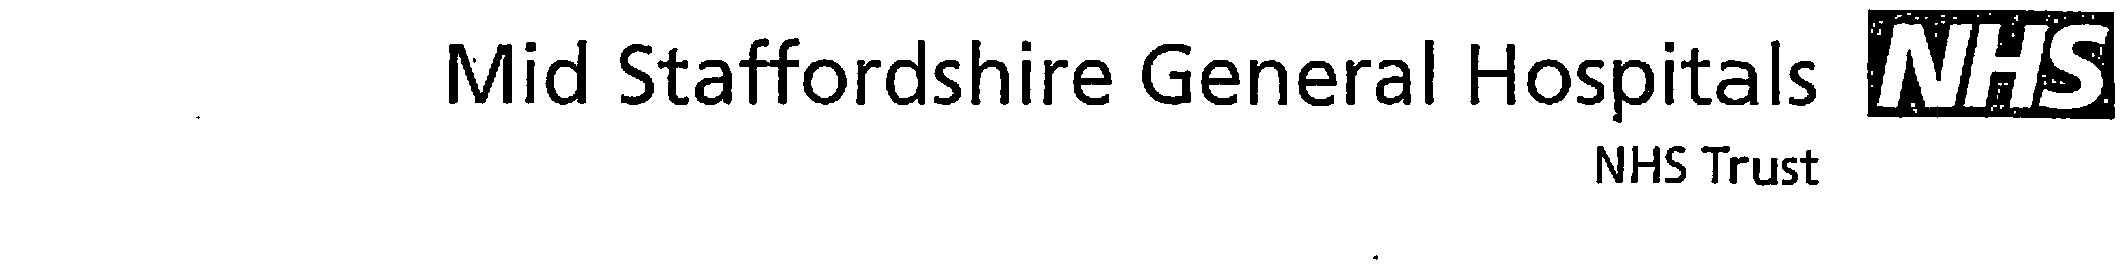 Mid Staffordshire General Hospitals NHS
NHS Trust